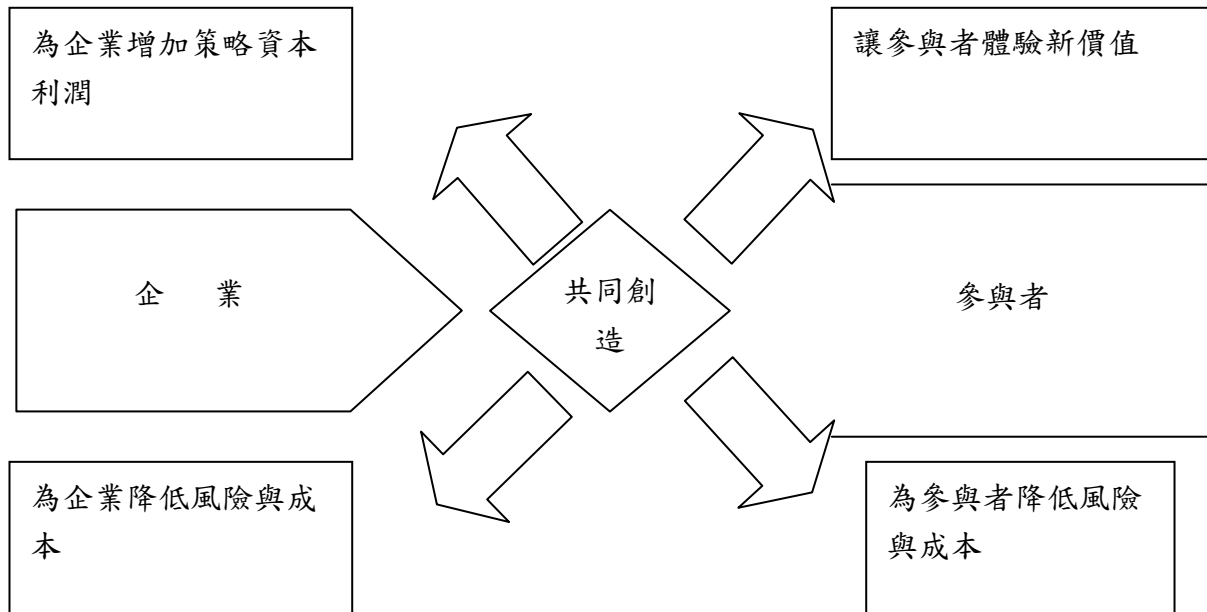 為企業增加策略資本
利潤
讓參與者體驗新價值
企　業
共同創
造
參與者
為企業降低風險與成
本
為參與者降低風險
與成本